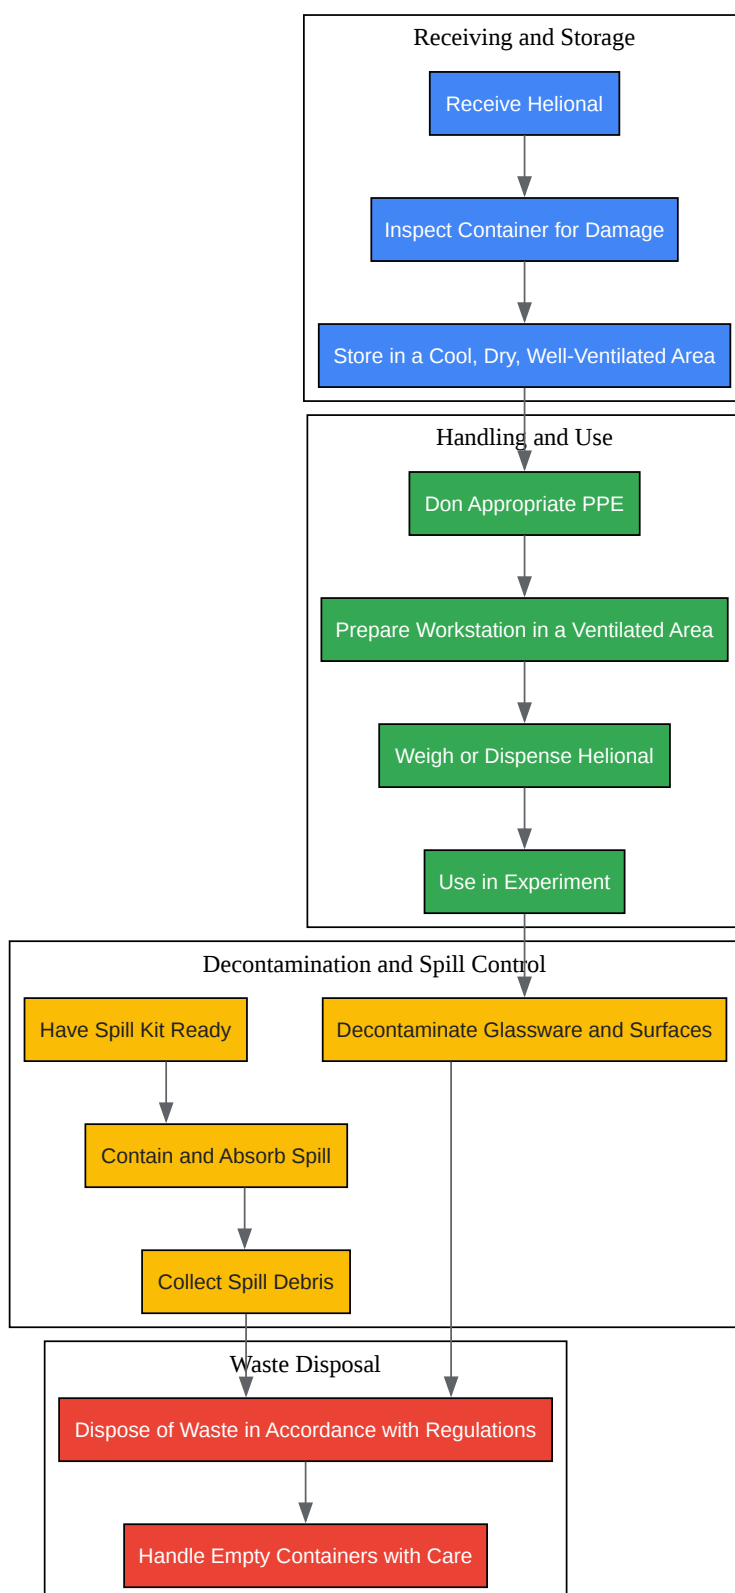 Receiving and Storage
Receive Helional
Inspect Container for Damage
Store in a Cool, Dry, Well-Ventilated Area
Handling and Use
Don Appropriate PPE
Prepare Workstation in a Ventilated Area
Weigh or Dispense Helional
Use in Experiment
Decontamination and Spill Control
Have Spill Kit Ready
Decontaminate Glassware and Surfaces
Contain and Absorb Spill
Collect Spill Debris
Waste Disposal
Dispose of Waste in Accordance with Regulations
Handle Empty Containers with Care